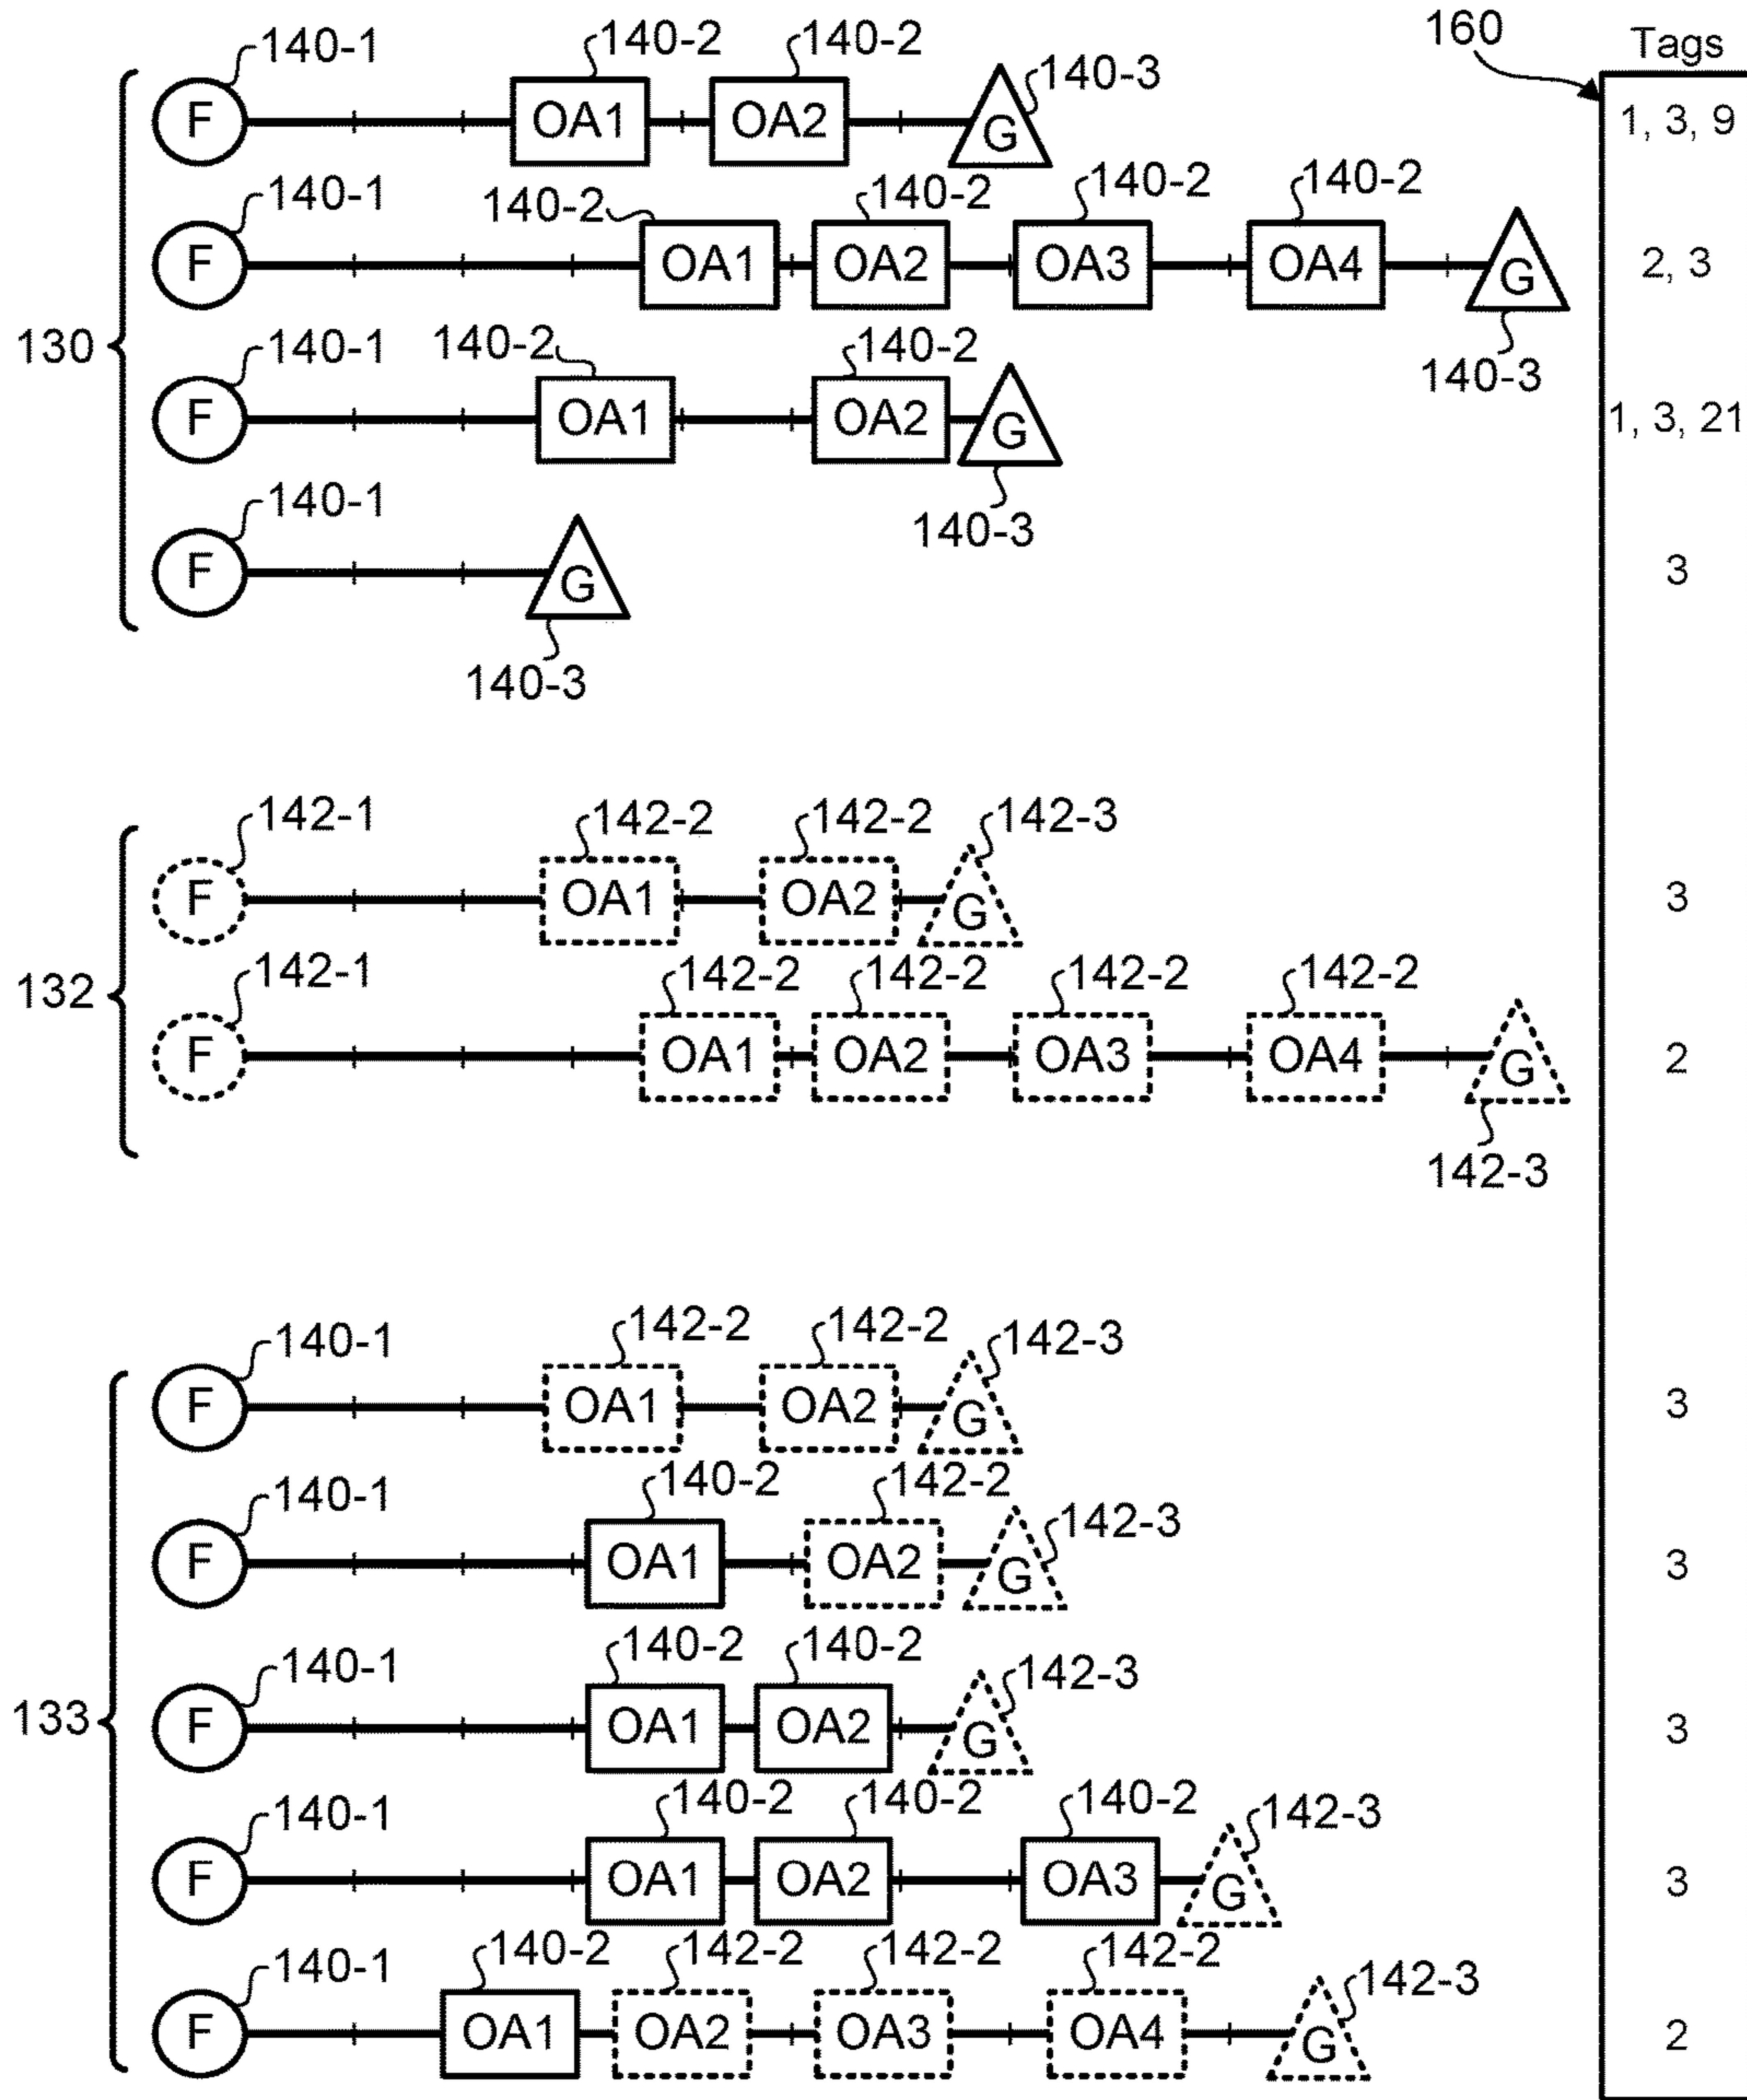 160 Tags
140-1 140-2 140-2 140-3
F OA1 OA2 G 1, 3, 9
140-1 140-2 140-2 140-2 140-2
F OA1 OA2 OA3 OA4 G 2, 3
130
140-3
140-1 140-2 140-2
F OA1 OA2 G 1, 3, 21
140-3
140-1
F G 3
140-3
142-1 142-2 142-2 142-3
F OA1 OA2 G 3
132
142-1 142-2 142-2 142-2 142-2
F OA1 OA2 OA3 OA4 G 2
142-3
140-1 142-2 142-2 142-3
F OA1 OA2 G 3
140-1 140-2 142-2 142-3
F OA1 OA2 G 3
140-1 140-2 140-2 142-3
133
F OA1 OA2 G 3
140-1 140-2 140-2 140-2 142-3
F OA1 OA2 OA3 G 3
140-1 140-2 142-2 142-2 142-2 142-3
F OA1 OA2 OA3 OA4 G 2